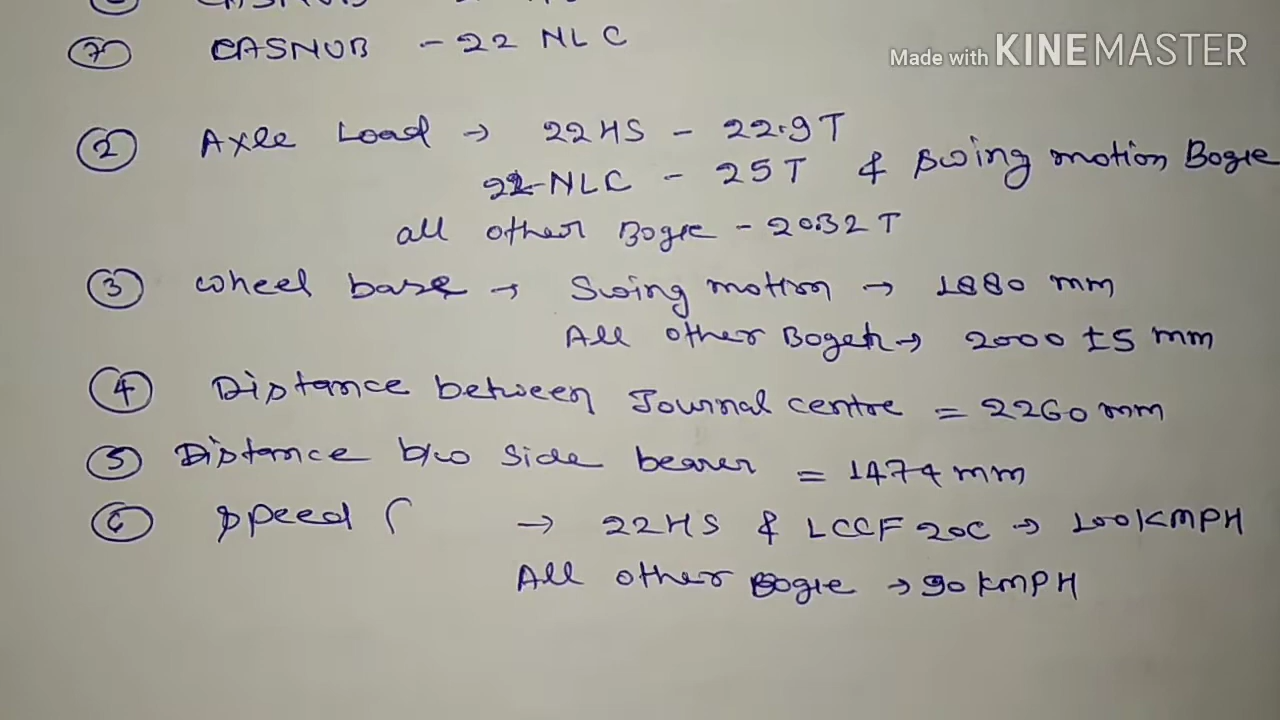 Made with KINEMASTER
⑦ CASNUB - 22 NLC
② Axle Load → 22HS - 22.9T
22-NLC - 25T & Swing motion Bogie
all other Bogie - 20.32 T
③ wheel base → Swing motion → 1880 mm
All other Bogeh → 2000 ±5 mm
④ Distance between Journal centre = 2260 mm
⑤ Distance b/w side bearer = 1474 mm
⑥ speed ( → 22HS & LCCF 20C → 100KMPH
All other Bogie → 90 KMPH